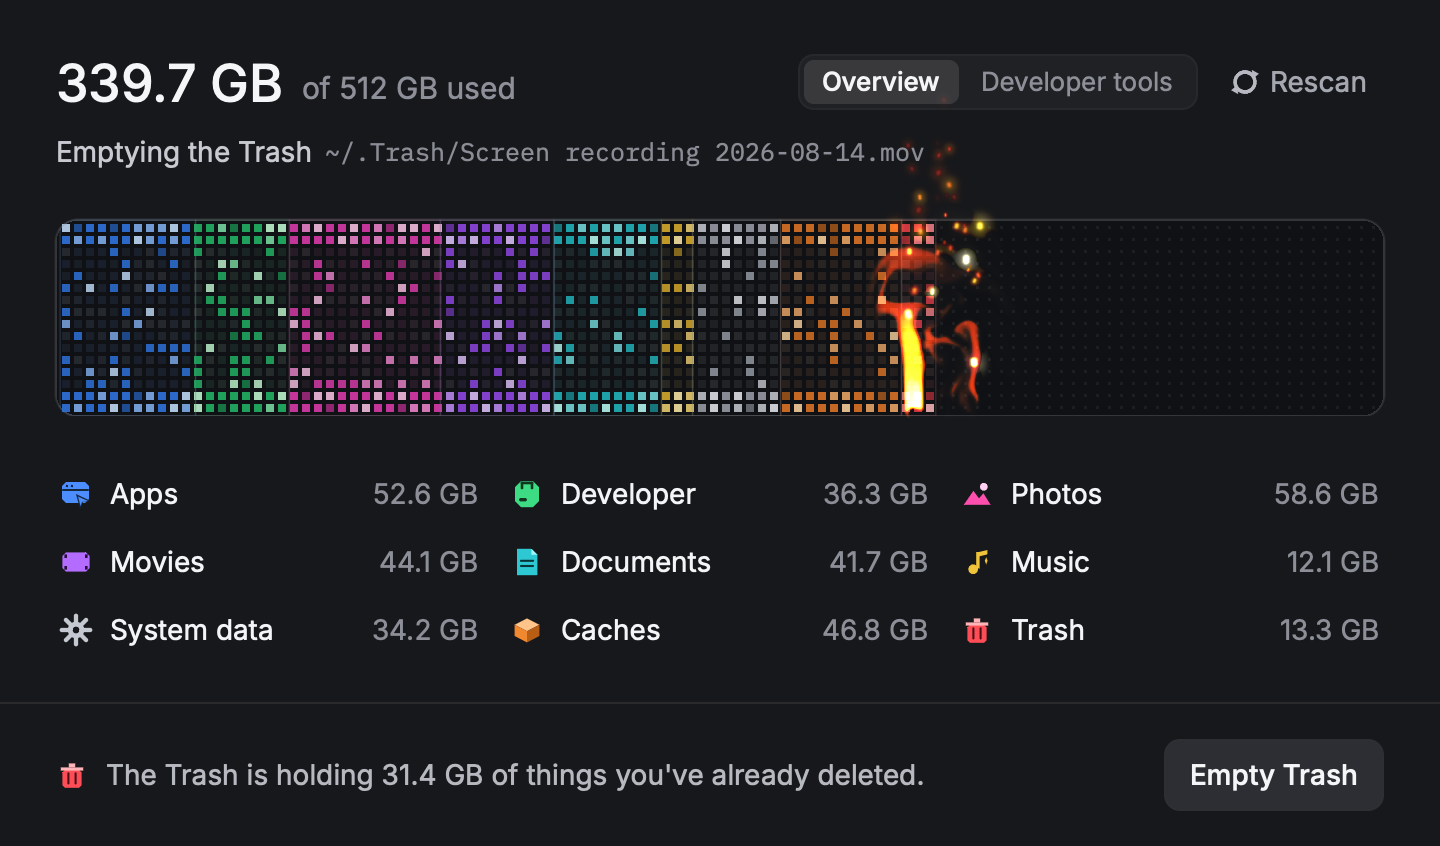 339.7 GB of 512 GB used
Overview
Developer tools
Rescan
Emptying the Trash ~/.Trash/Screen recording 2026-08-14.mov
Apps 52.6 GB
Developer 36.3 GB
Photos 58.6 GB
Movies 44.1 GB
Documents 41.7 GB
Music 12.1 GB
System data 34.2 GB
Caches 46.8 GB
Trash 13.3 GB
The Trash is holding 31.4 GB of things you've already deleted.
Empty Trash